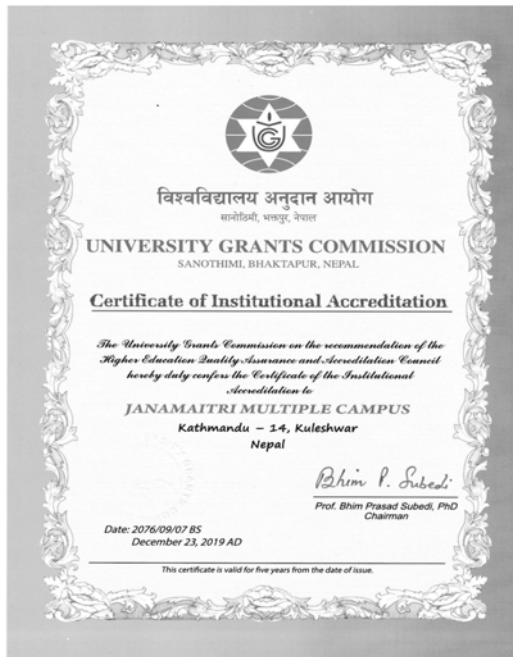 विश्वविद्यालय अनुदान आयोग
सानोठिमी, भक्तपुर, नेपाल
UNIVERSITY GRANTS COMMISSION
SANOTHIMI, BHAKTAPUR, NEPAL
Certificate of Institutional Accreditation
The University Grants Commission on the recommendation of the
Higher Education Quality Assurance and Accreditation Council
hereby duly confers the Certificate of the Institutional
Accreditation to
JANAMAITRI MULTIPLE CAMPUS
Kathmandu – 14, Kuleshwar
Nepal
Bhim P. Subedi
Prof. Bhim Prasad Subedi, PhD
Chairman
Date: 2076/09/07 BS
December 23, 2019 AD
This certificate is valid for five years from the date of issue.